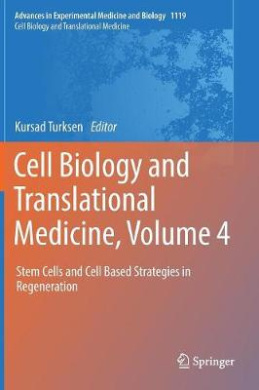 Advances in Experimental Medicine and Biology 1119
Cell Biology and Translational Medicine
Kursad Turksen Editor
Cell Biology and
Translational
Medicine, Volume 4
Stem Cells and Cell Based Strategies in
Regeneration
Springer